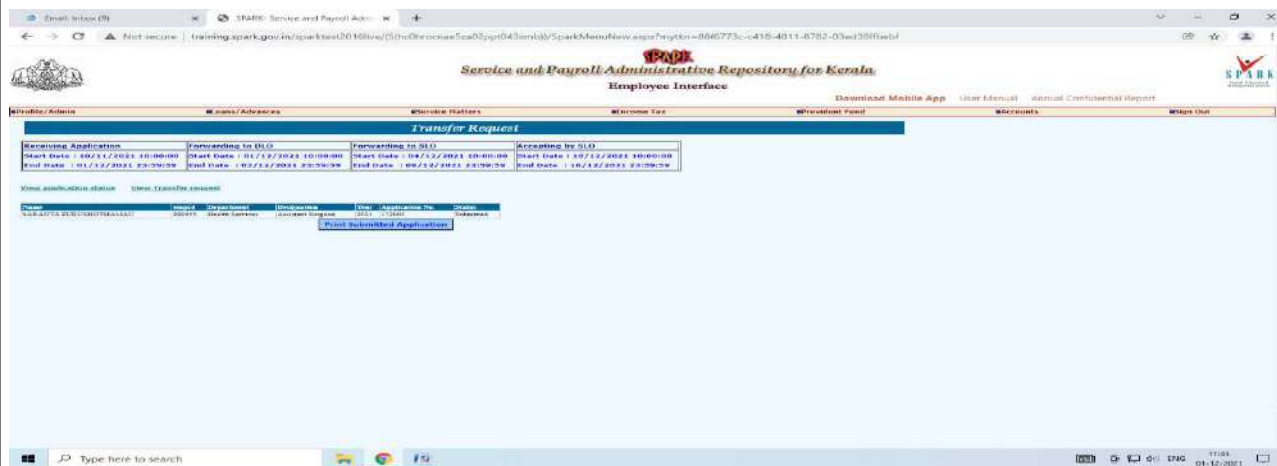 Email: Inbox (9)
SPARK- Service and Payroll Admi
Not secure
SPARK
Service and Payroll Administrative Repository for Kerala
Employee Interface
SPARK
Download Mobile App User Manual Annual Confidential Report
Profile/Admin Loans/Advances Service Matters Income Tax Provident Fund Accounts Sign Out
Transfer Request
Receiving Application Forwarding to DLO Forwarding to SLO Accepting by SLO
Start Date : 10/11/2021 10:00:00 Start Date : 01/12/2021 10:00:00 Start Date : 04/12/2021 10:00:00 Start Date : 10/12/2021 10:00:00
End Date : 01/12/2021 23:59:59 End Date : 03/12/2021 23:59:59 End Date : 09/12/2021 23:59:59 End Date : 16/12/2021 23:59:59
View application status View transfer request
Name empcd Department Designation Year Application No. Status
Health Services Assistant Surgeon 2021 Submitted
Print Submitted Application
Type here to search
ENG
01-12-2021